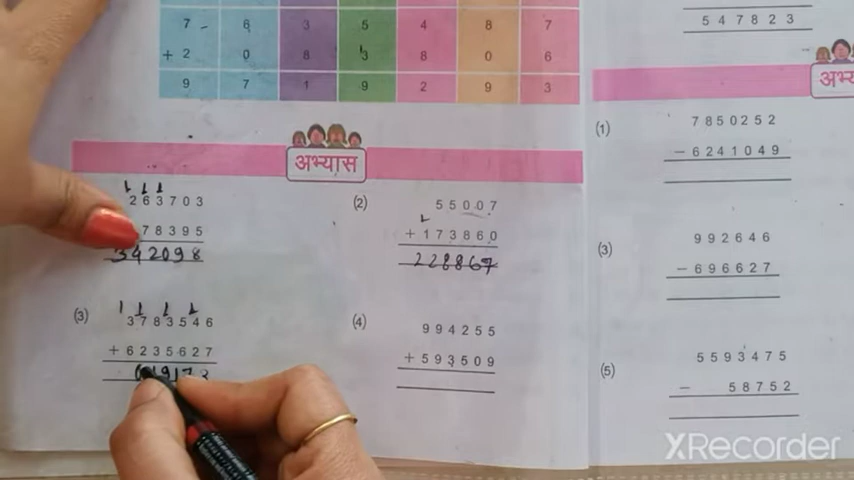 7 6 3 5 4 8 7
+ 2 0 8 3 8 0 6
9 7 1 9 2 9 3
अभ्यास
2 6 3 7 0 3
7 8 3 9 5
3 4 2 0 9 8
(2) 5 5 0 0 7
+ 1 7 3 8 6 0
2 2 8 8 6 7
(3) 3 7 8 3 5 4 6
+ 6 2 3 5 6 2 7
1 9 1 7 3
(4) 9 9 4 2 5 5
+ 5 9 3 5 0 9
5 4 7 8 2 3
(1) 7 8 5 0 2 5 2
− 6 2 4 1 0 4 9
(3) 9 9 2 6 4 6
− 6 9 6 6 2 7
(5) 5 5 9 3 4 7 5
− 5 8 7 5 2
XRecorder